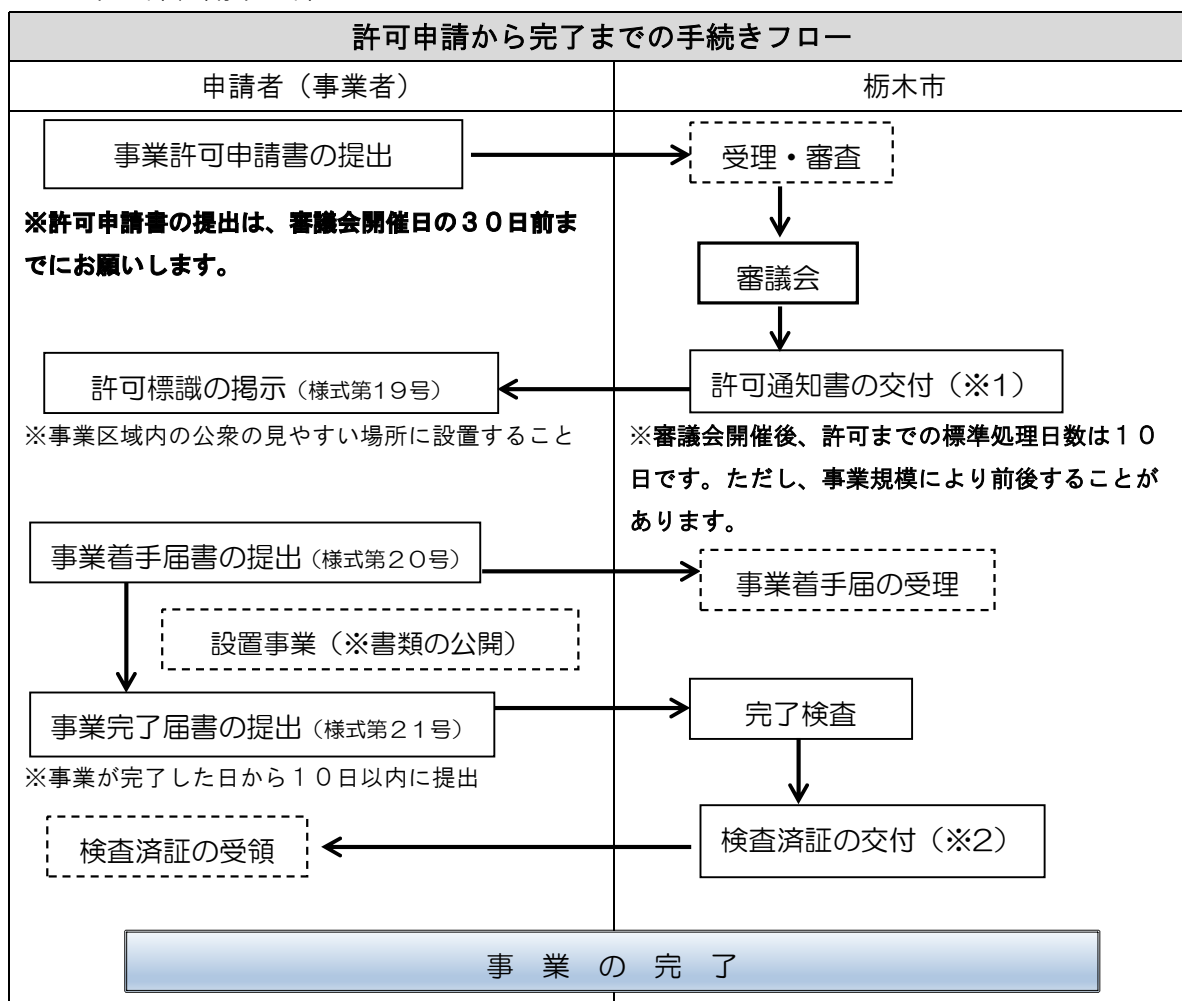 許可申請から完了までの手続きフロー
申請者（事業者）
栃木市
事業許可申請書の提出
受理・審査
※許可申請書の提出は、審議会開催日の３０日前ま
でにお願いします。
審議会
許可標識の掲示（様式第１９号）
許可通知書の交付（※1）
※事業区域内の公衆の見やすい場所に設置すること
※審議会開催後、許可までの標準処理日数は１０
日です。ただし、事業規模により前後することが
あります。
事業着手届書の提出（様式第２０号）
事業着手届の受理
設置事業（※書類の公開）
事業完了届書の提出（様式第２１号）
完了検査
※事業が完了した日から１０日以内に提出
検査済証の受領
検査済証の交付（※2）
事　業　の　完　了